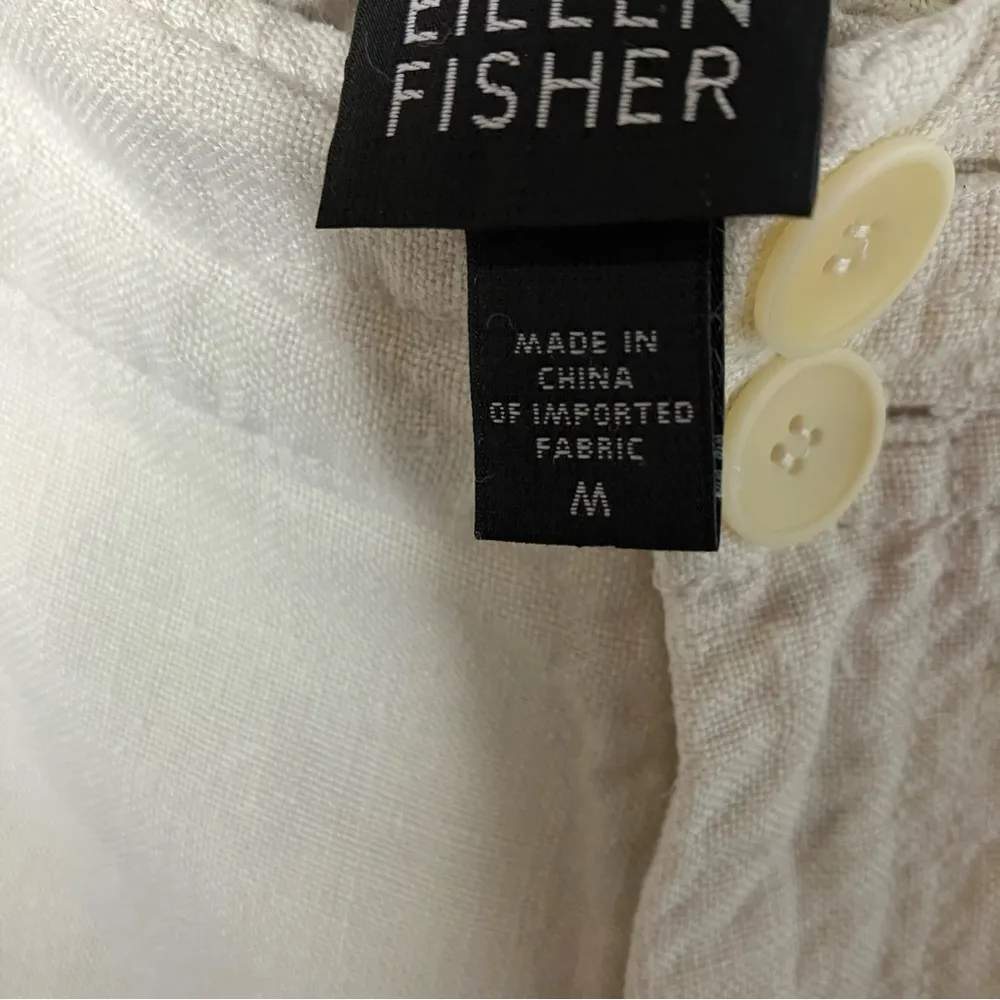 EILEEN
FISHER
MADE IN
CHINA
OF IMPORTED
FABRIC
M